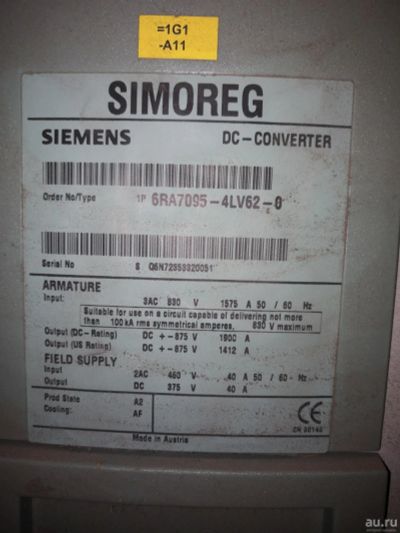 =1G1
-A11
SIMOREG
SIEMENS DC-CONVERTER
Order No/Type 1P 6RA7095-4LV62-0
Serial No S Q6N72353320051
ARMATURE
Input: 3AC 830 V 1575 A 50 / 60 Hz
Suitable for use on a circuit capable of delivering not more
than 100 kA rms symmetrical amperes, 830 V maximum
Output (DC-Rating) DC +-875 V 1900 A
Output (US Rating) DC +-875 V 1412 A
FIELD SUPPLY
Input 2AC 460 V 40 A 50 / 60 Hz
Output DC 375 V 40 A
Prod State A2
Cooling: AF
CE
Made in Austria
au.ru